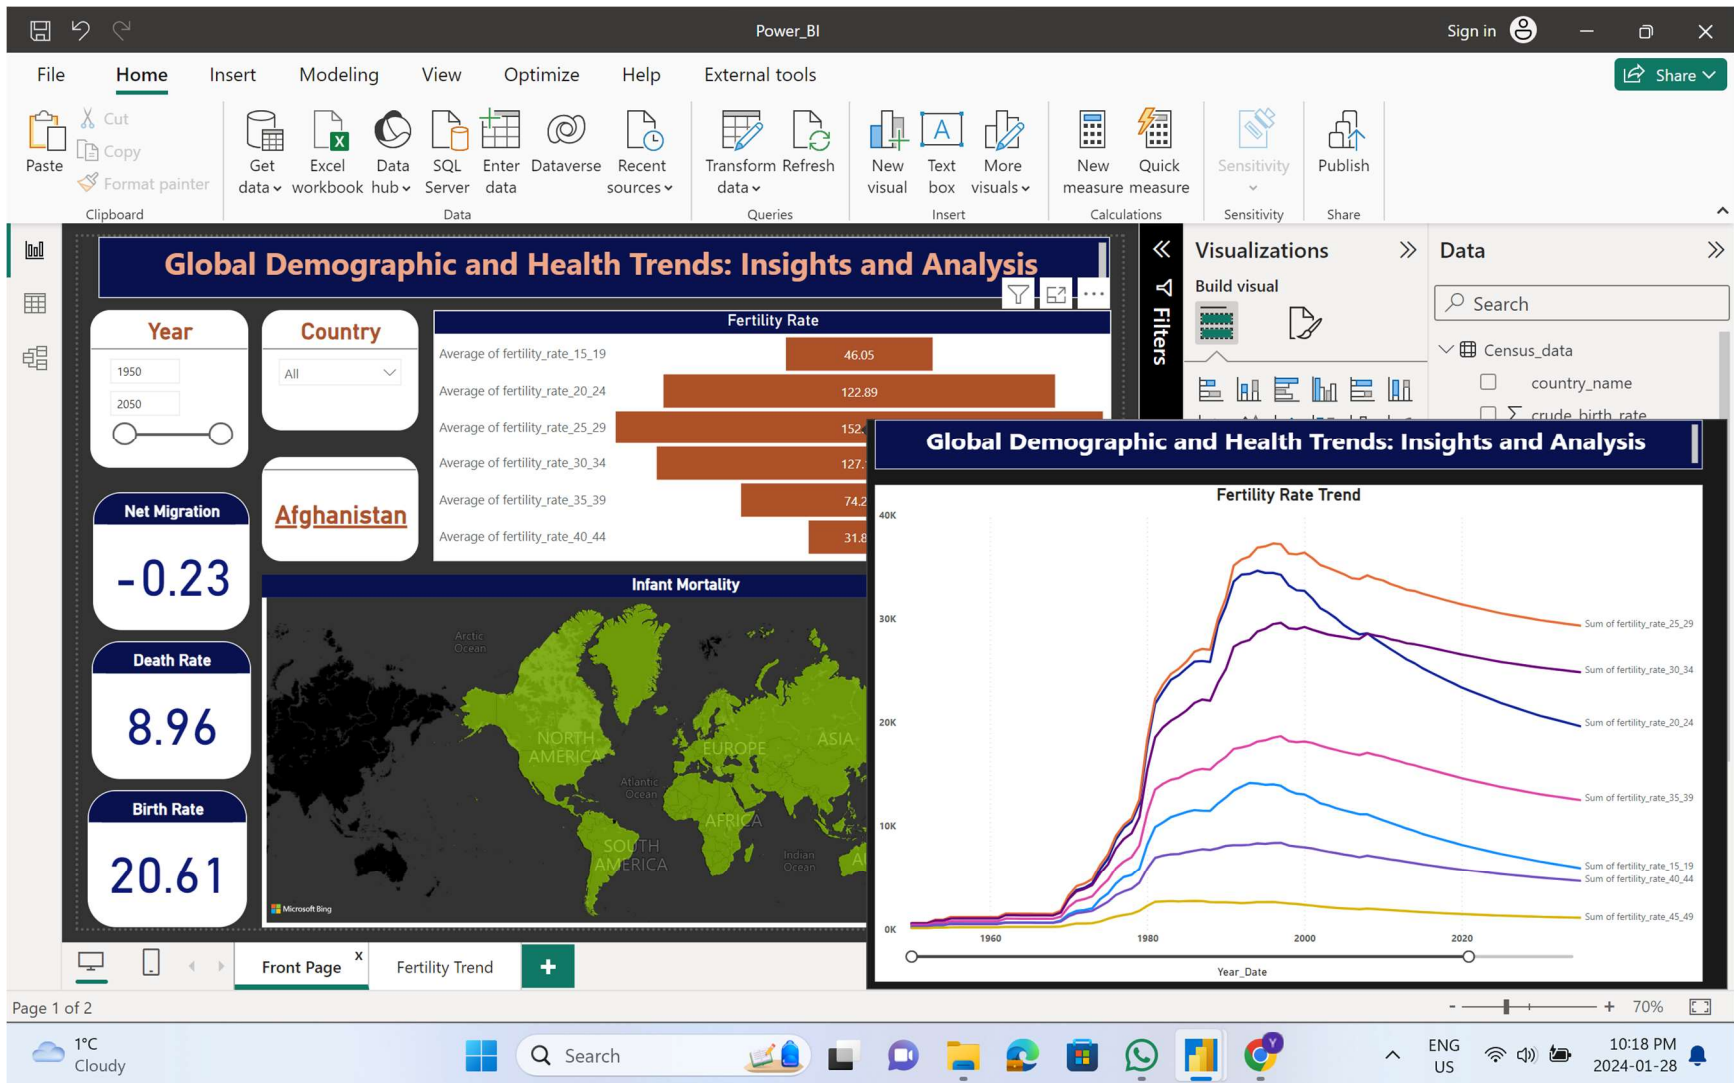 Power_BI
Sign in
File Home Insert Modeling View Optimize Help External tools
Share
Paste
Cut
Copy
Format painter
Clipboard
Get data
Excel workbook
Data hub
SQL Server
Enter data
Dataverse
Recent sources
Data
Transform data
Refresh
Queries
New visual
Text box
More visuals
Insert
New measure
Quick measure
Calculations
Sensitivity
Sensitivity
Publish
Share
Global Demographic and Health Trends: Insights and Analysis
Year
1950
2050
Country
All
Afghanistan
Net Migration
-0.23
Death Rate
8.96
Birth Rate
20.61
Fertility Rate
Average of fertility_rate_15_19 46.05
Average of fertility_rate_20_24 122.89
Average of fertility_rate_25_29 152.
Average of fertility_rate_30_34 127.
Average of fertility_rate_35_39 74.2
Average of fertility_rate_40_44 31.8
Infant Mortality
Arctic Ocean
NORTH AMERICA
EUROPE
ASIA
Atlantic Ocean
AFRICA
SOUTH AMERICA
Indian Ocean
Microsoft Bing
Filters
Visualizations
Build visual
Data
Search
Census_data
country_name
crude_birth_rate
Global Demographic and Health Trends: Insights and Analysis
Fertility Rate Trend
40K
30K
20K
10K
0K
Sum of fertility_rate_25_29
Sum of fertility_rate_30_34
Sum of fertility_rate_20_24
Sum of fertility_rate_35_39
Sum of fertility_rate_15_19
Sum of fertility_rate_40_44
Sum of fertility_rate_45_49
1960 1980 2000 2020
Year_Date
Front Page x
Fertility Trend
+
Page 1 of 2
- + 70%
1°C
Cloudy
Search
Y
ENG
US
10:18 PM
2024-01-28